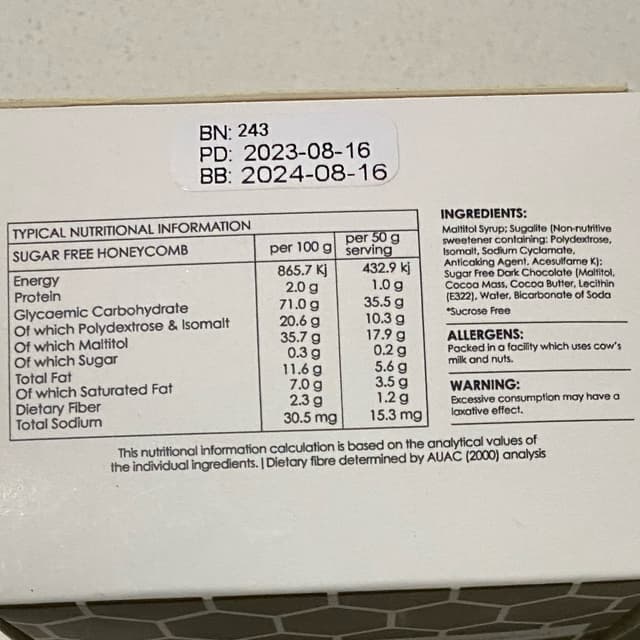 BN: 243
PD: 2023-08-16
BB: 2024-08-16
TYPICAL NUTRITIONAL INFORMATION
SUGAR FREE HONEYCOMB per 100 g per 50 g serving
Energy 865.7 Kj 432.9 kj
Protein 2.0 g 1.0 g
Glycaemic Carbohydrate 71.0 g 35.5 g
Of which Polydextrose & Isomalt 20.6 g 10.3 g
Of which Maltitol 35.7 g 17.9 g
Of which Sugar 0.3 g 0.2 g
Total Fat 11.6 g 5.6 g
Of which Saturated Fat 7.0 g 3.5 g
Dietary Fiber 2.3 g 1.2 g
Total Sodium 30.5 mg 15.3 mg
INGREDIENTS:
Maltitol Syrup; Sugalite (Non-nutritive
sweetener containing: Polydextrose,
Isomalt, Sodium Cyclamate,
Anticaking Agent, Acesulfame K);
Sugar Free Dark Chocolate (Maltitol,
Cocoa Mass, Cocoa Butter, Lecithin
(E322), Water, Bicarbonate of Soda
*Sucrose Free
ALLERGENS:
Packed in a facility which uses cow's
milk and nuts.
WARNING:
Excessive consumption may have a
laxative effect.
This nutritional information calculation is based on the analytical values of
the individual ingredients. | Dietary fibre determined by AUAC (2000) analysis